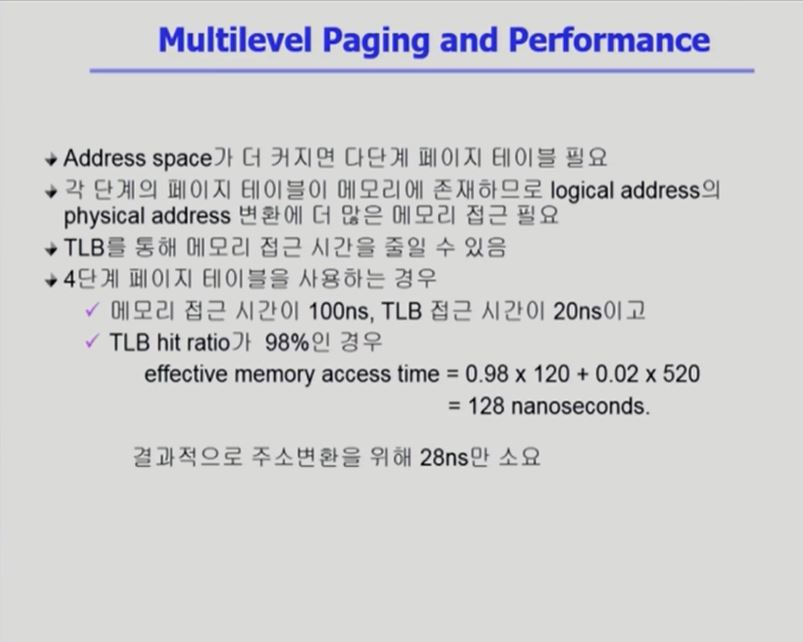 Multilevel Paging and Performance
Address space가 더 커지면 다단계 페이지 테이블 필요
각 단계의 페이지 테이블이 메모리에 존재하므로 logical address의
physical address 변환에 더 많은 메모리 접근 필요
TLB를 통해 메모리 접근 시간을 줄일 수 있음
4단계 페이지 테이블을 사용하는 경우
✓ 메모리 접근 시간이 100ns, TLB 접근 시간이 20ns이고
✓ TLB hit ratio가 98%인 경우
effective memory access time = 0.98 x 120 + 0.02 x 520
= 128 nanoseconds.
결과적으로 주소변환을 위해 28ns만 소요